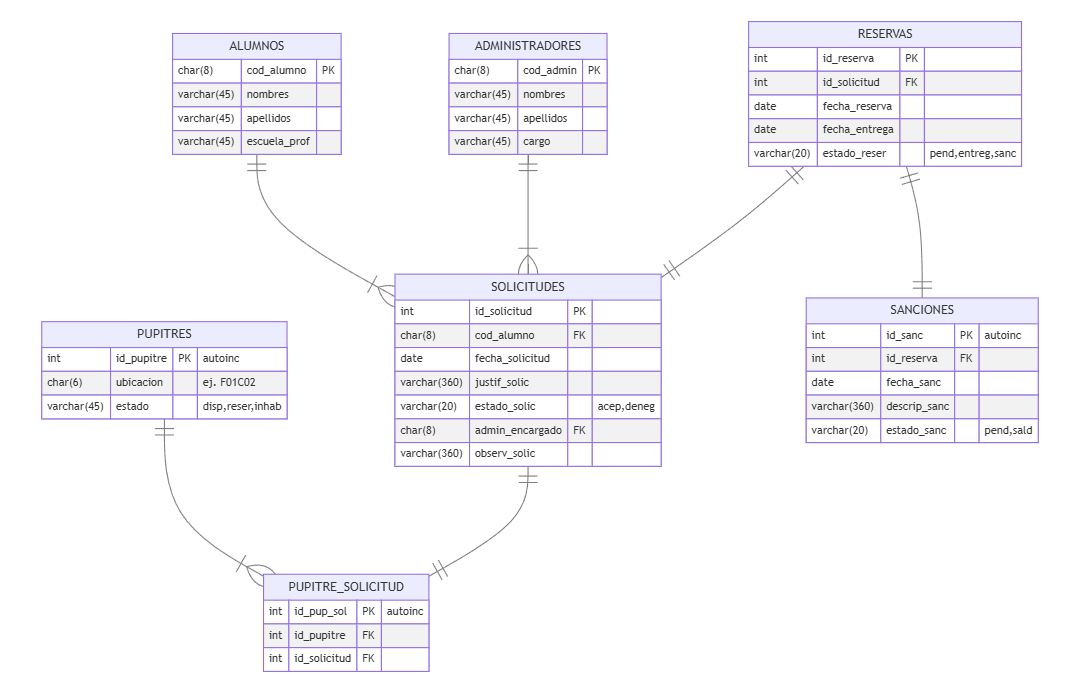 ALUMNOS
char(8) cod_alumno PK
varchar(45) nombres
varchar(45) apellidos
varchar(45) escuela_prof
ADMINISTRADORES
char(8) cod_admin PK
varchar(45) nombres
varchar(45) apellidos
varchar(45) cargo
RESERVAS
int id_reserva PK
int id_solicitud FK
date fecha_reserva
date fecha_entrega
varchar(20) estado_reser pend,entreg,sanc
SOLICITUDES
int id_solicitud PK
char(8) cod_alumno FK
date fecha_solicitud
varchar(360) justif_solic
varchar(20) estado_solic acep,deneg
char(8) admin_encargado FK
varchar(360) observ_solic
PUPITRES
int id_pupitre PK autoinc
char(6) ubicacion ej. F01C02
varchar(45) estado disp,reser,inhab
SANCIONES
int id_sanc PK autoinc
int id_reserva FK
date fecha_sanc
varchar(360) descrip_sanc
varchar(20) estado_sanc pend,sald
PUPITRE_SOLICITUD
int id_pup_sol PK autoinc
int id_pupitre FK
int id_solicitud FK